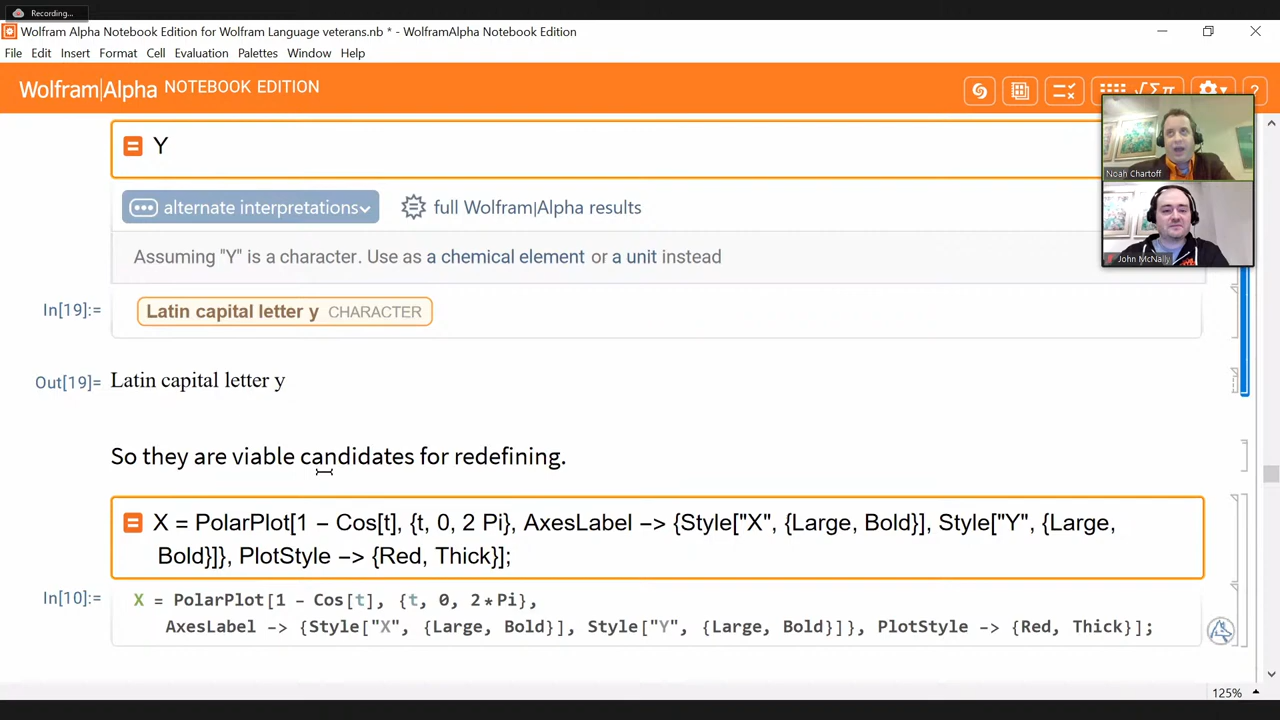 Recording...
Wolfram Alpha Notebook Edition for Wolfram Language veterans.nb * - WolframAlpha Notebook Edition
File Edit Insert Format Cell Evaluation Palettes Window Help
Wolfram|Alpha NOTEBOOK EDITION
√Σπ ?
Noah Chartoff
John McNally
Y
alternate interpretations
full Wolfram|Alpha results
Assuming "Y" is a character. Use as a chemical element or a unit instead
In[19]:= Latin capital letter y CHARACTER
Out[19]= Latin capital letter y
So they are viable candidates for redefining.
X = PolarPlot[1 − Cos[t], {t, 0, 2 Pi}, AxesLabel −> {Style["X", {Large, Bold}], Style["Y", {Large,
Bold}]}, PlotStyle −> {Red, Thick}];
In[10]:= X = PolarPlot[1 - Cos[t], {t, 0, 2*Pi},
AxesLabel -> {Style["X", {Large, Bold}], Style["Y", {Large, Bold}]}, PlotStyle -> {Red, Thick}];
125%